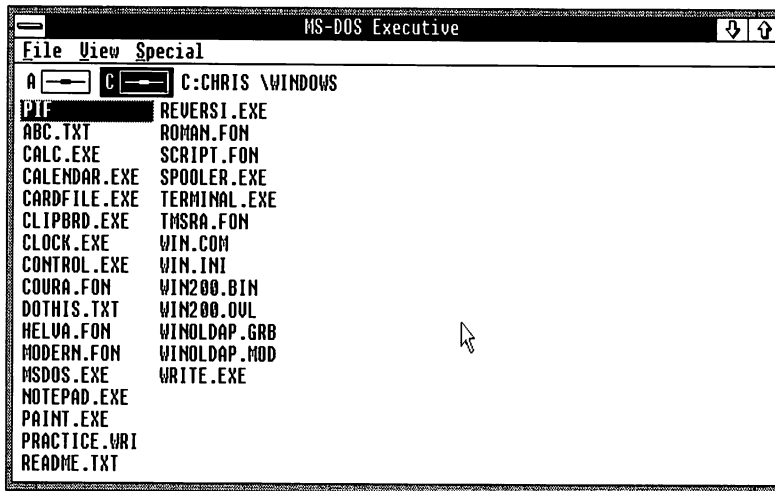 MS-DOS Executive
File View Special
A C C:CHRIS \WINDOWS
PIF
ABC.TXT
CALC.EXE
CALENDAR.EXE
CARDFILE.EXE
CLIPBRD.EXE
CLOCK.EXE
CONTROL.EXE
COURA.FON
DOTHIS.TXT
HELVA.FON
MODERN.FON
MSDOS.EXE
NOTEPAD.EXE
PAINT.EXE
PRACTICE.WRI
README.TXT
REVERSI.EXE
ROMAN.FON
SCRIPT.FON
SPOOLER.EXE
TERMINAL.EXE
TMSRA.FON
WIN.COM
WIN.INI
WIN200.BIN
WIN200.OVL
WINOLDAP.GRB
WINOLDAP.MOD
WRITE.EXE